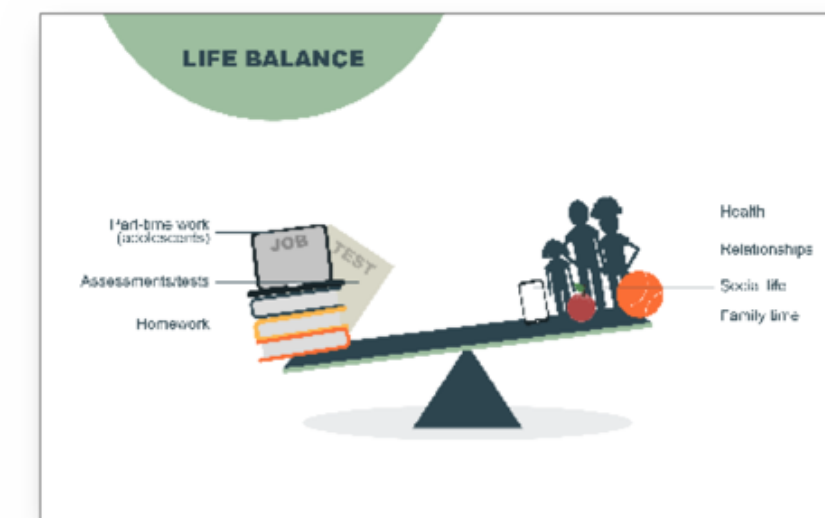 LIFE BALANCE
Part-time work
(adolescents)
Assessments/tests
Homework
JOB
TEST
Health
Relationships
Social life
Family time